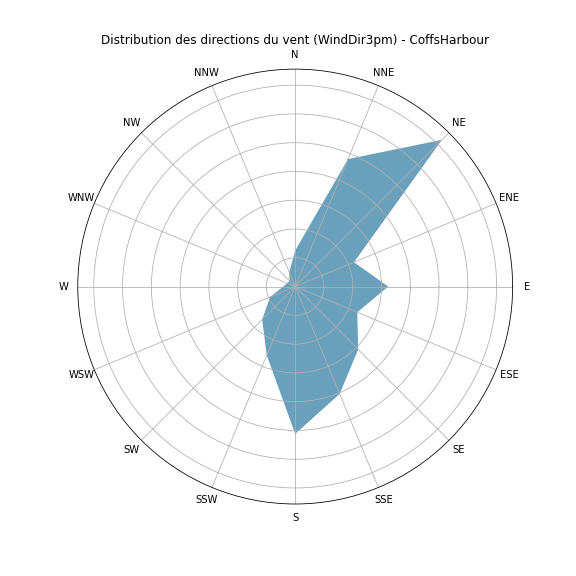 Distribution des directions du vent (WindDir3pm) - CoffsHarbour
N
NNW
NNE
NW
NE
WNW
ENE
W
E
WSW
ESE
SW
SE
SSW
SSE
S